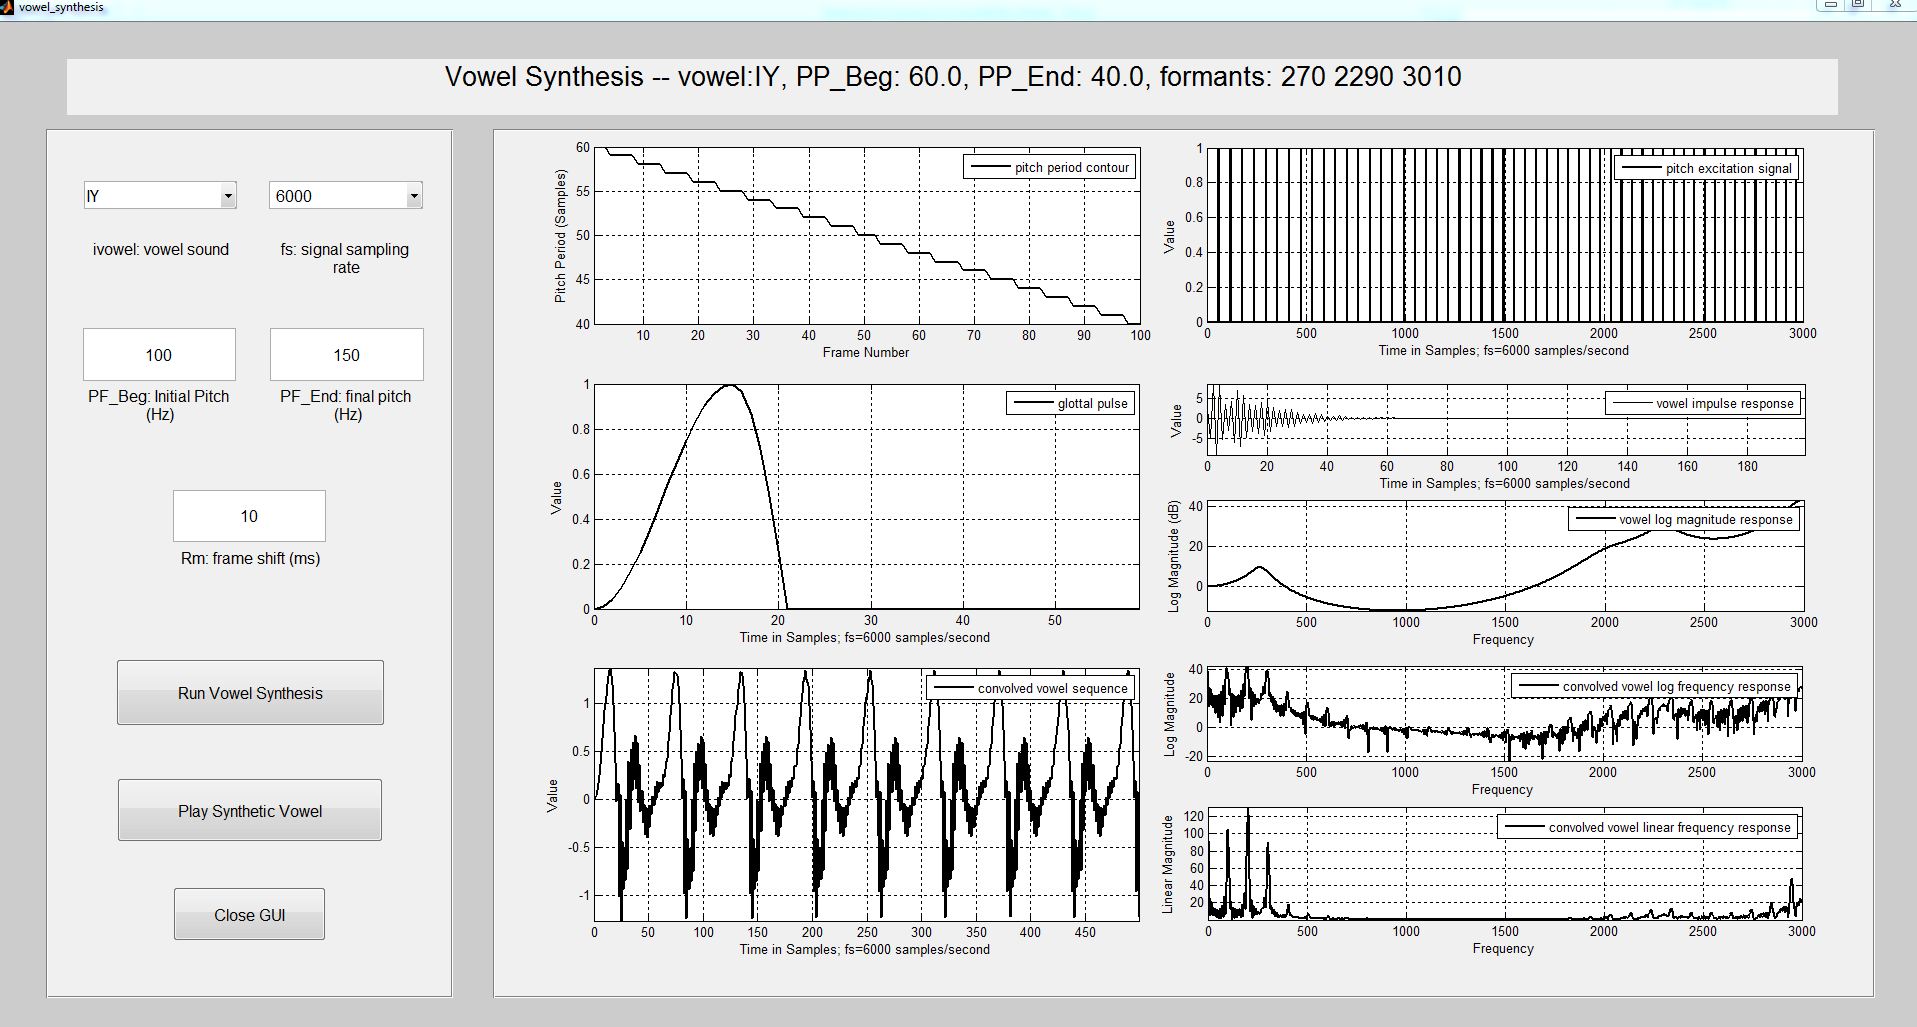 vowel_synthesis
Vowel Synthesis -- vowel:IY, PP_Beg: 60.0, PP_End: 40.0, formants: 270 2290 3010
IY
6000
ivowel: vowel sound
fs: signal sampling
rate
100
150
PF_Beg: Initial Pitch
(Hz)
PF_End: final pitch
(Hz)
10
Rm: frame shift (ms)
Run Vowel Synthesis
Play Synthetic Vowel
Close GUI
pitch period contour
Pitch Period (Samples)
60
55
50
45
40
10 20 30 40 50 60 70 80 90 100
Frame Number
pitch excitation signal
Value
1
0.8
0.6
0.4
0.2
0
0 500 1000 1500 2000 2500 3000
Time in Samples; fs=6000 samples/second
glottal pulse
Value
1
0.8
0.6
0.4
0.2
0
0 10 20 30 40 50
Time in Samples; fs=6000 samples/second
vowel impulse response
Value
5
0
-5
0 20 40 60 80 100 120 140 160 180
Time in Samples; fs=6000 samples/second
vowel log magnitude response
Log Magnitude (dB)
40
20
0
0 500 1000 1500 2000 2500 3000
Frequency
convolved vowel sequence
Value
1
0.5
0
-0.5
-1
0 50 100 150 200 250 300 350 400 450
Time in Samples; fs=6000 samples/second
convolved vowel log frequency response
Log Magnitude
40
20
0
-20
0 500 1000 1500 2000 2500 3000
Frequency
convolved vowel linear frequency response
Linear Magnitude
120
100
80
60
40
20
0 500 1000 1500 2000 2500 3000
Frequency